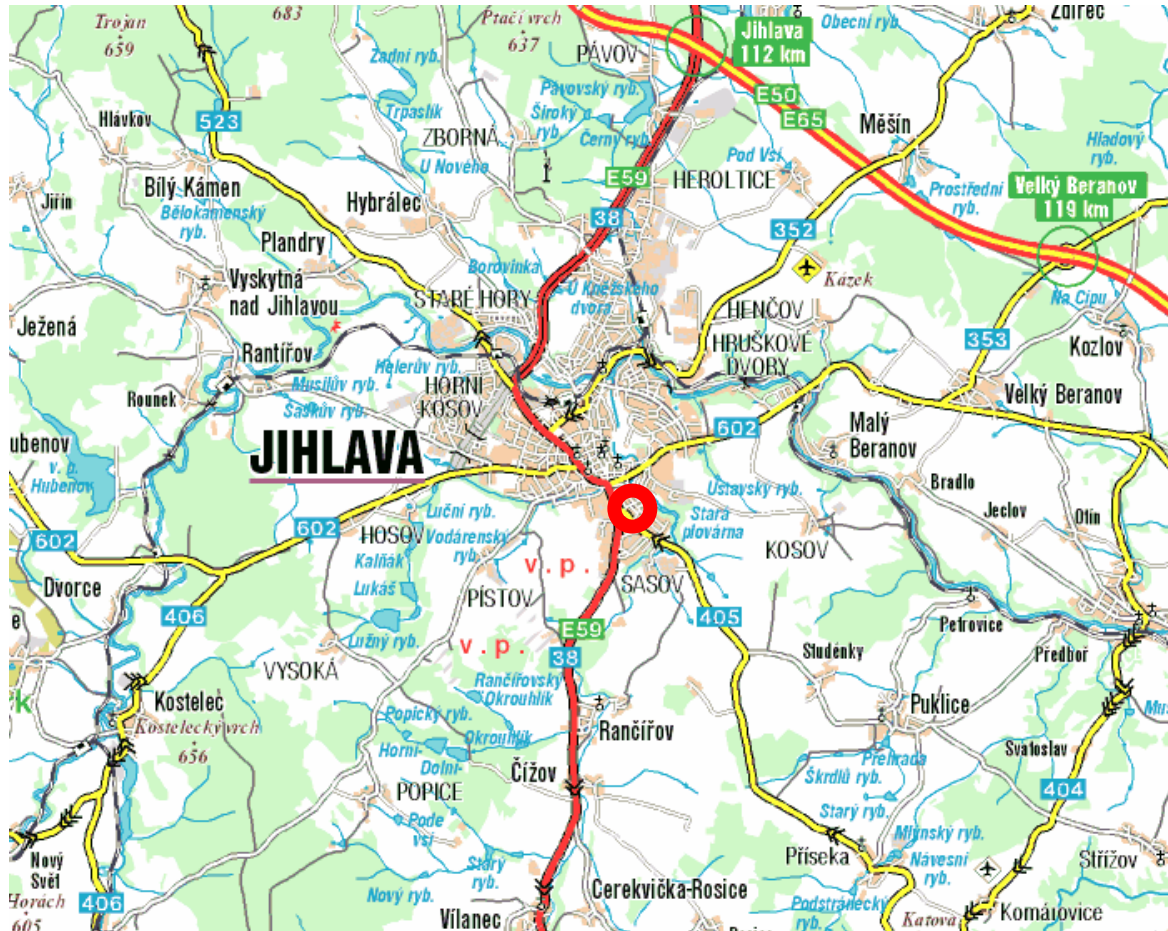 Trojan
659
683
Ptačí vrch
637
Jihlava
112 km
Obecní ryb.
Ždírec
Zadní ryb.
PÁVOV
Pávovský ryb.
E50
E65
Hlávkov
523
Trpaslík
Široký a
ryb.
ZBORNÁ
Černý ryb.
Měšín
Hladový
ryb.
U Nového
Pod Vsí
E59
HEROLTICE
Prostřední
ryb.
Velký Beranov
119 km
Jiřín
Bílý Kámen
Bělokamenský
ryb.
Hybrálec
38
352
Plandry
Borovinka
Kázek
Vyskytná
nad Jihlavou
STARÉ HORY
U Kněžského
dvora
HENČOV
Na Cípu
Ježená
Rantířov
Helerův ryb.
HRUŠKOVÉ
DVORY
353
Kozlov
Musilův ryb.
HORNÍ
KOSOV
Rounek
Šaškův ryb.
Velký Beranov
JIHLAVA
602
Malý
Beranov
ubenov
v. n.
Hubenov
Bradlo
602
Luční ryb.
Ústavský ryb.
Jeclov
Otín
602
HOSOV
Vodárenský
ryb.
Stará
plovárna
KOSOV
Kalňák
v.p.
Dvorce
Lukáš
SASOV
PÍSTOV
406
405
Petrovice
e
Lužný ryb.
E59
VYSOKÁ
v.p.
38
Studénky
Předboř
Rančířovský
Okrouhlík
k
Kostelec
Puklice
Kostelecký vrch
656
Popický ryb.
Okrouhlík
Rančířov
Horní-
Dolní-
Přehrada
Svatoslav
Škrdlů ryb.
Čížov
POPICE
404
Starý ryb.
Pode
vsí
Mlýnský ryb.
Nový
Svět
Starý
ryb.
Příseka
Návesní
ryb.
Střížov
Horách
605
406
Nový ryb.
Cerekvička-Rosice
Podstránecký
ryb.
Vílanec
Katova
Komárovice